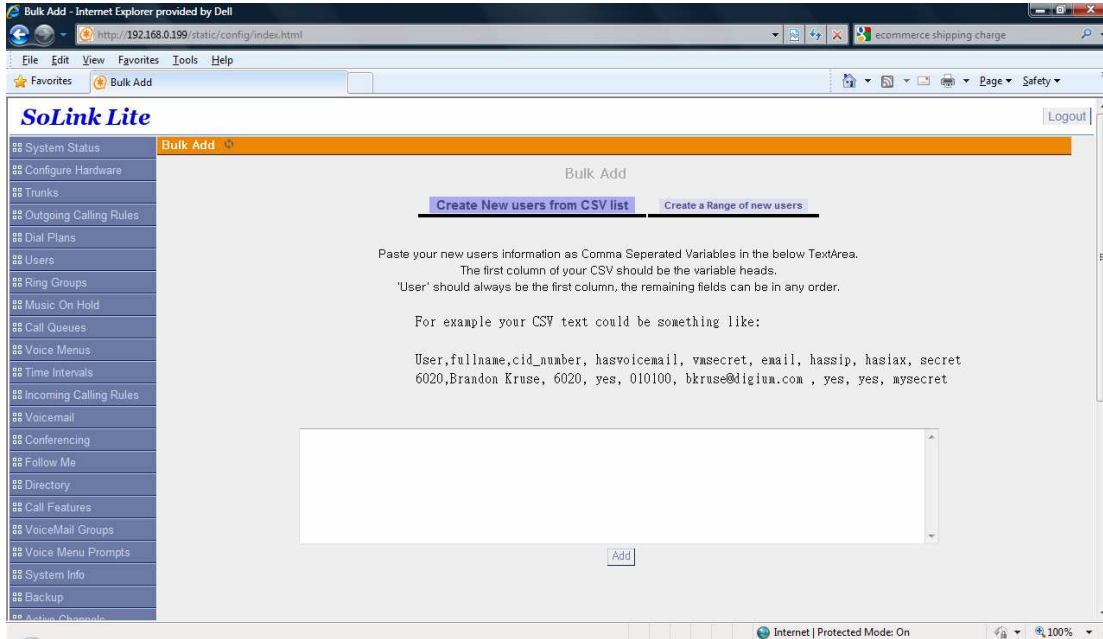 Bulk Add - Internet Explorer provided by Dell
http://192.168.0.199/static/config/index.html
ecommerce shipping charge
File Edit View Favorites Tools Help
Favorites
Bulk Add
Page
Safety
SoLink Lite
Logout
System Status
Configure Hardware
Trunks
Outgoing Calling Rules
Dial Plans
Users
Ring Groups
Music On Hold
Call Queues
Voice Menus
Time Intervals
Incoming Calling Rules
Voicemail
Conferencing
Follow Me
Directory
Call Features
VoiceMail Groups
Voice Menu Prompts
System Info
Backup
Active Channels
Bulk Add
Bulk Add
Create New users from CSV list
Create a Range of new users
Paste your new users information as Comma Seperated Variables in the below TextArea.
The first column of your CSV should be the variable heads.
'User' should always be the first column, the remaining fields can be in any order.
For example your CSV text could be something like:
User,fullname,cid_number, hasvoicemail, vmsecret, email, hassip, hasiax, secret
6020,Brandon Kruse, 6020, yes, 010100, bkruse@digium.com , yes, yes, mysecret
Add
Internet | Protected Mode: On
100%